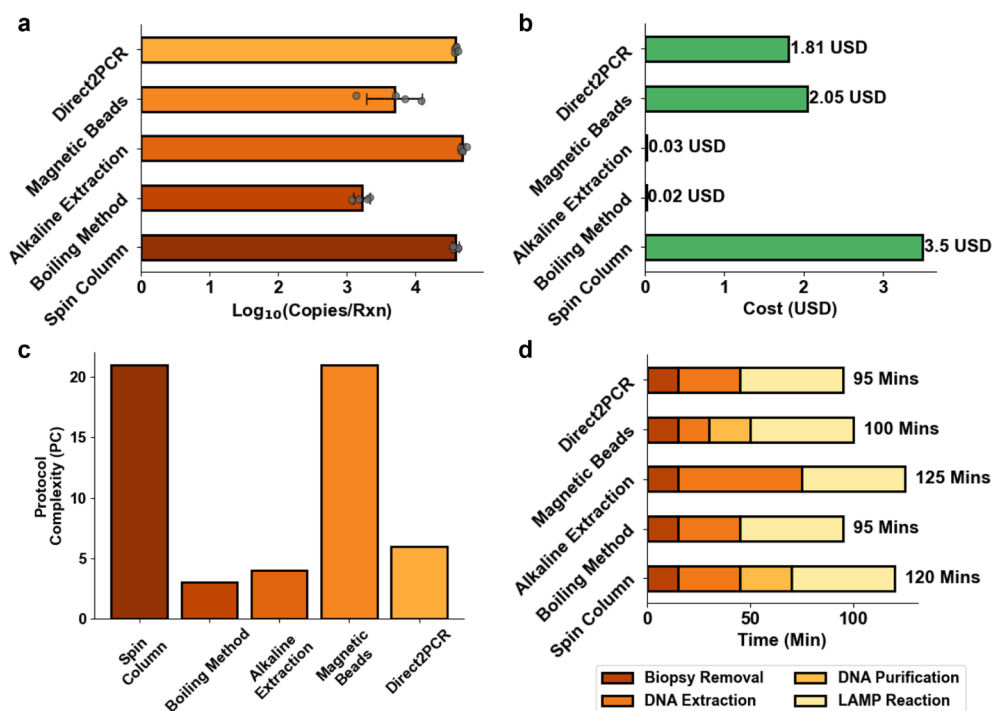 a
Direct2PCR
Magnetic Beads
Alkaline Extraction
Boiling Method
Spin Column
0 1 2 3 4
Log₁₀(Copies/Rxn)
b
Direct2PCR
Magnetic Beads
Alkaline Extraction
Boiling Method
Spin Column
1.81 USD
2.05 USD
0.03 USD
0.02 USD
3.5 USD
0 1 2 3
Cost (USD)
c
Protocol
Complexity (PC)
20
15
10
5
0
Spin
Column
Boiling Method
Alkaline
Extraction
Magnetic
Beads
Direct2PCR
d
Direct2PCR
Magnetic Beads
Alkaline Extraction
Boiling Method
Spin Column
95 Mins
100 Mins
125 Mins
95 Mins
120 Mins
0 50 100
Time (Min)
Biopsy Removal
DNA Extraction
DNA Purification
LAMP Reaction